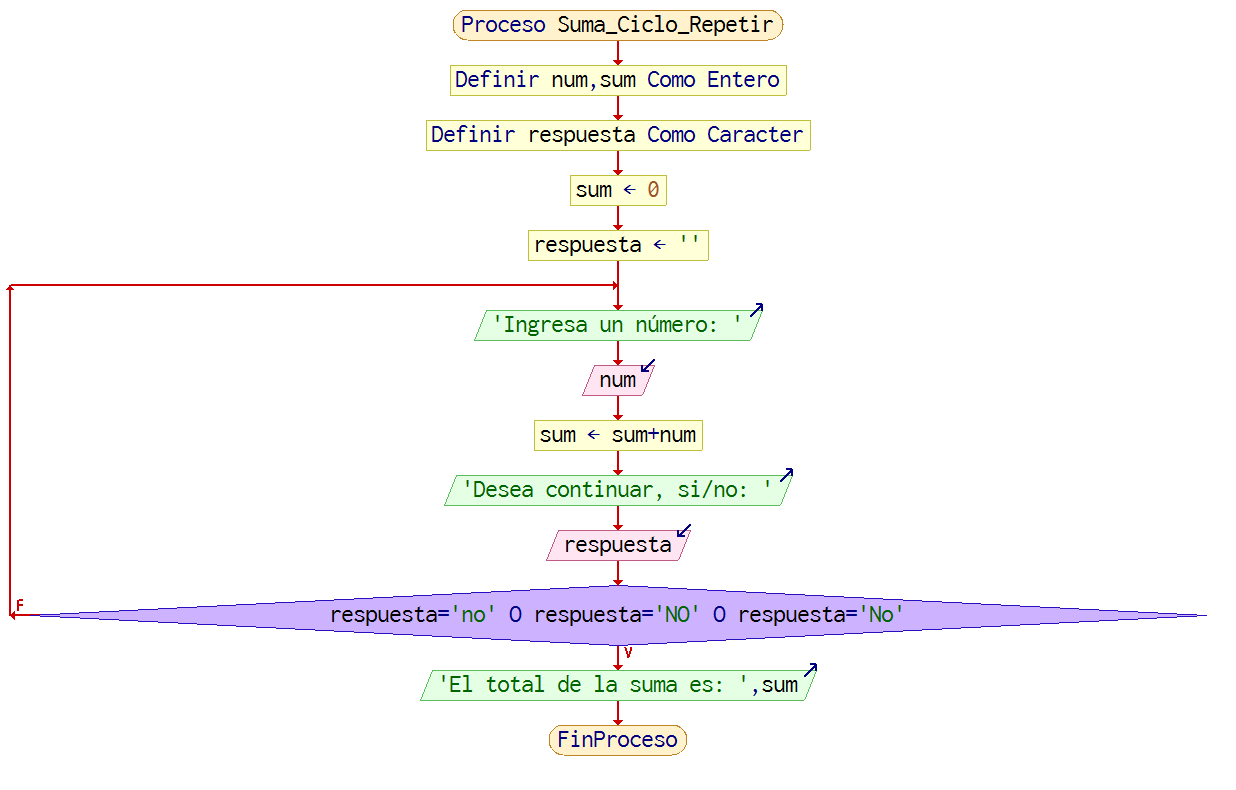 Proceso Suma_Ciclo_Repetir
Definir num,sum Como Entero
Definir respuesta Como Caracter
sum ← 0
respuesta ← ''
'Ingresa un número: '
num
sum ← sum+num
'Desea continuar, si/no: '
respuesta
F
respuesta='no' O respuesta='NO' O respuesta='No'
V
'El total de la suma es: ',sum
FinProceso